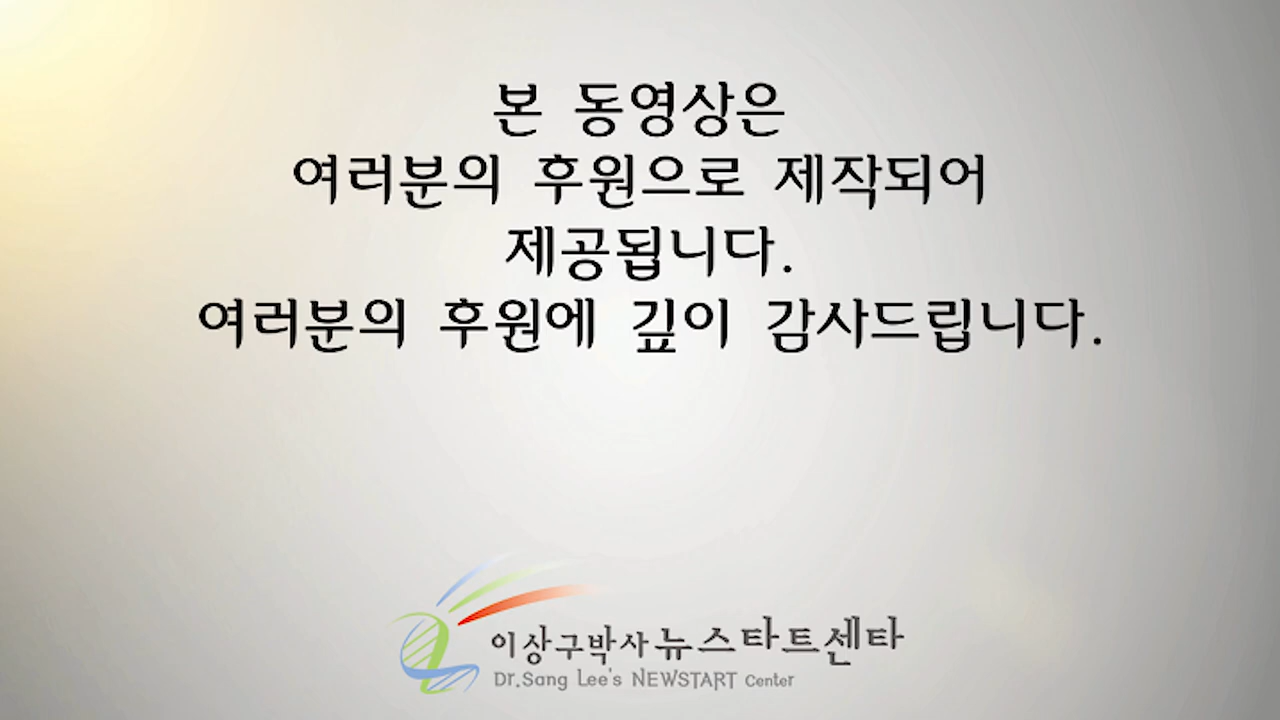 본 동영상은
여러분의 후원으로 제작되어
제공됩니다.
여러분의 후원에 깊이 감사드립니다.
이상구박사뉴스타트센타
Dr.Sang Lee's NEWSTART Center